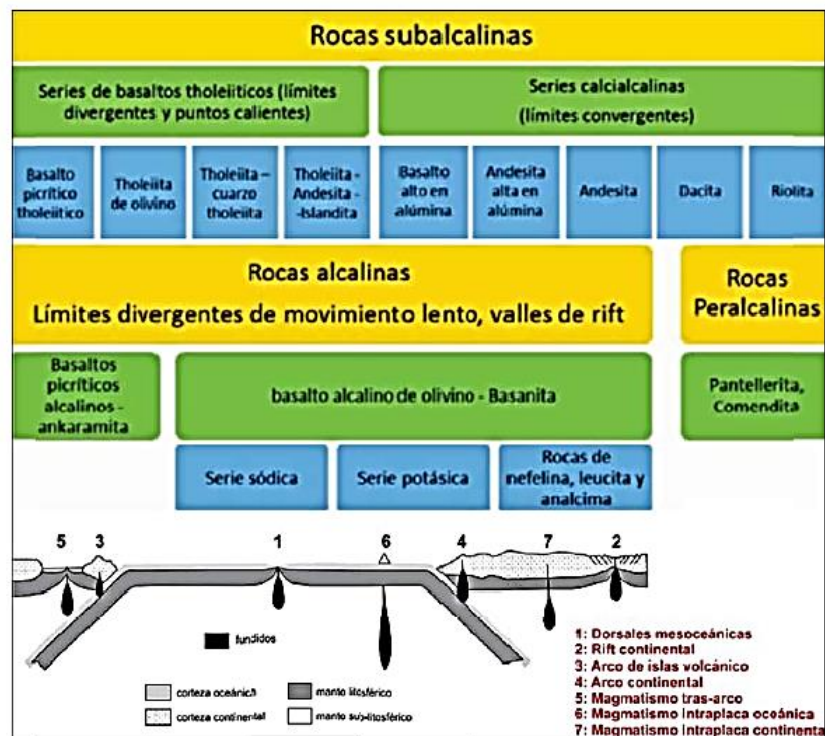 Rocas subalcalinas
Series de basaltos tholeiíticos (límites
divergentes y puntos calientes)
Series calcialcalinas
(límites convergentes)
Basalto
picrítico
tholeiítico
Tholeiita
de olivino
Tholeiita –
cuarzo
tholeiita
Tholeiita -
Andesita -
-Islandita
Basalto
alto en
alúmina
Andesita
alta en
alúmina
Andesita
Dacita
Riolita
Rocas alcalinas
Límites divergentes de movimiento lento, valles de rift
Rocas
Peralcalinas
Basaltos
picríticos
alcalinos -
ankaramita
basalto alcalino de olivino - Basanita
Pantellerita,
Comendita
Serie sódica
Serie potásica
Rocas de
nefelina, leucita y
analcima
5 3 1 6 4 7 2
fundidos
corteza oceánica
manto litosférico
corteza continental
manto sub-litosférico
1: Dorsales mesoceánicas
2: Rift continental
3: Arco de islas volcánico
4: Arco continental
5: Magmatismo tras-arco
6: Magmatismo Intraplaca oceánica
7: Magmatismo Intraplaca continenta